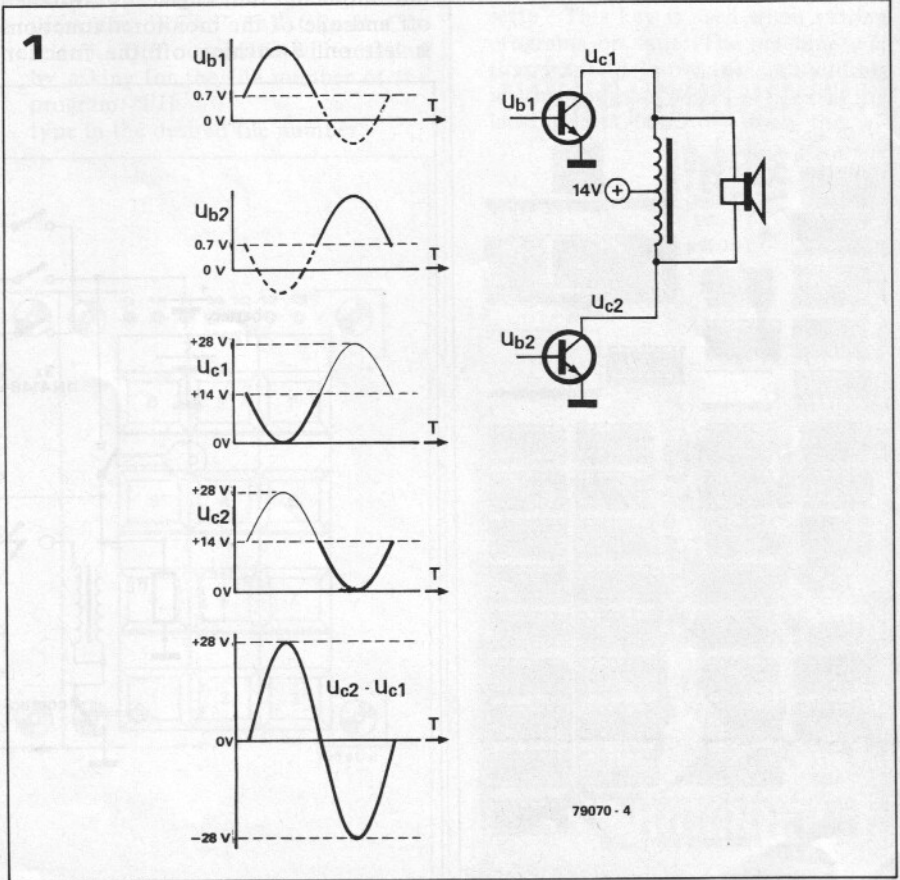 1
Ub1
0.7 V
0 V
T
Ub2
0.7 V
0 V
T
+28 V
Uc1
+14 V
0V
T
+28 V
Uc2
+14 V
0V
T
+28 V
Uc2 - Uc1
T
0V
-28 V
Uc1
Ub1
14V +
Uc2
Ub2
79070 - 4